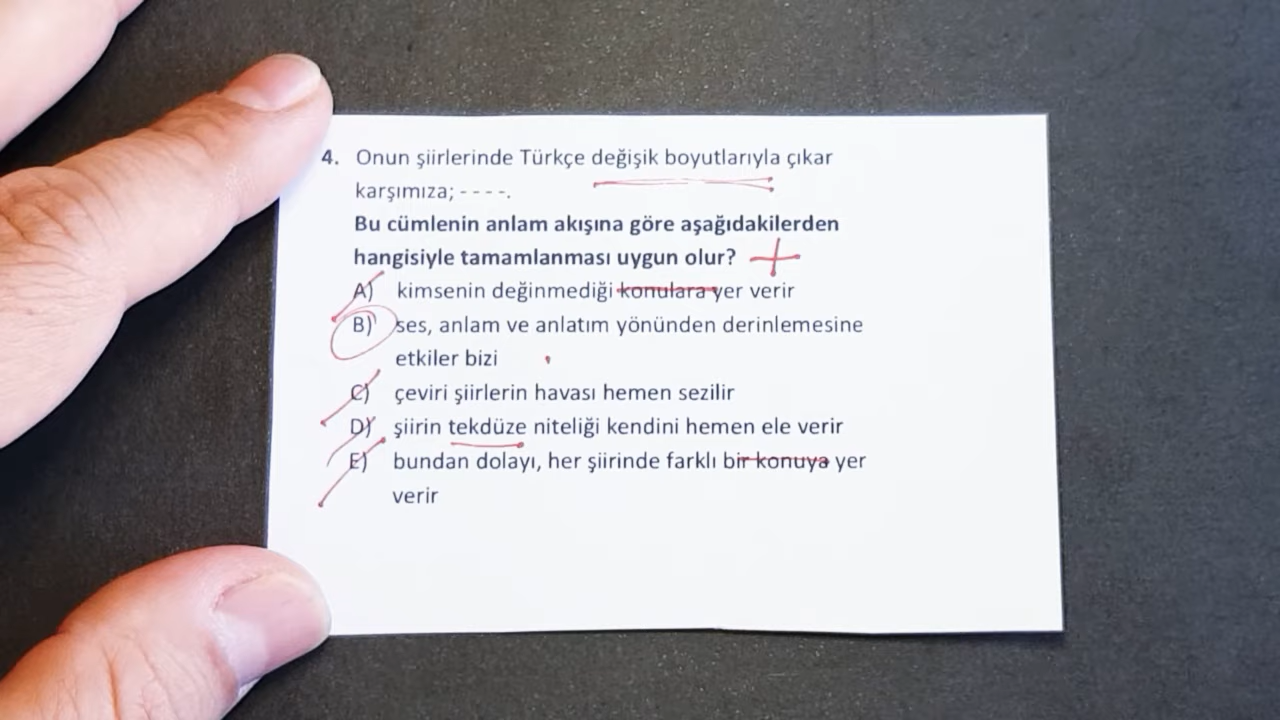 4. Onun şiirlerinde Türkçe değişik boyutlarıyla çıkar
karşımıza; - - - -.
Bu cümlenin anlam akışına göre aşağıdakilerden
hangisiyle tamamlanması uygun olur? +
A) kimsenin değinmediği konulara yer verir
B) ses, anlam ve anlatım yönünden derinlemesine
etkiler bizi
C) çeviri şiirlerin havası hemen sezilir
D) şiirin tekdüze niteliği kendini hemen ele verir
E) bundan dolayı, her şiirinde farklı bir konuya yer
verir